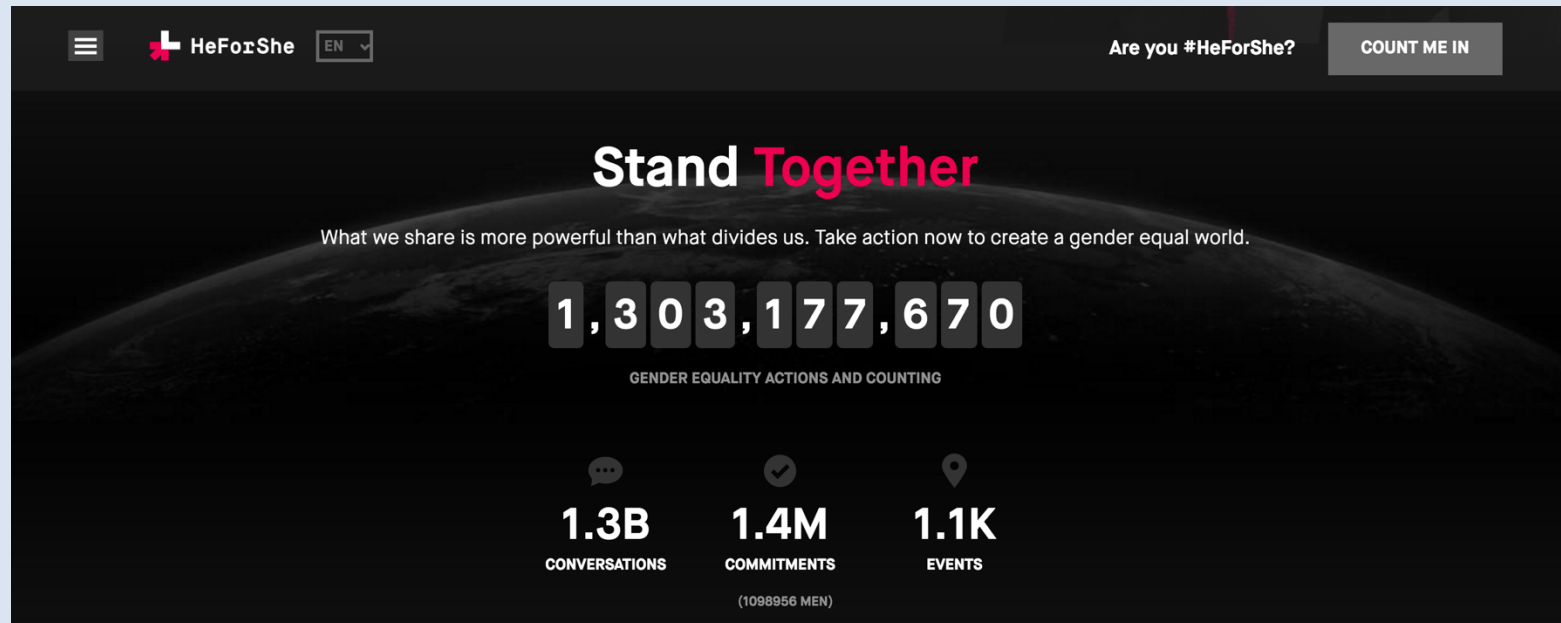 HeForShe EN Are you #HeForShe? COUNT ME IN
Stand Together
What we share is more powerful than what divides us. Take action now to create a gender equal world.
1,303,177,670
GENDER EQUALITY ACTIONS AND COUNTING
1.3B 1.4M 1.1K
CONVERSATIONS COMMITMENTS EVENTS
(1098956 MEN)